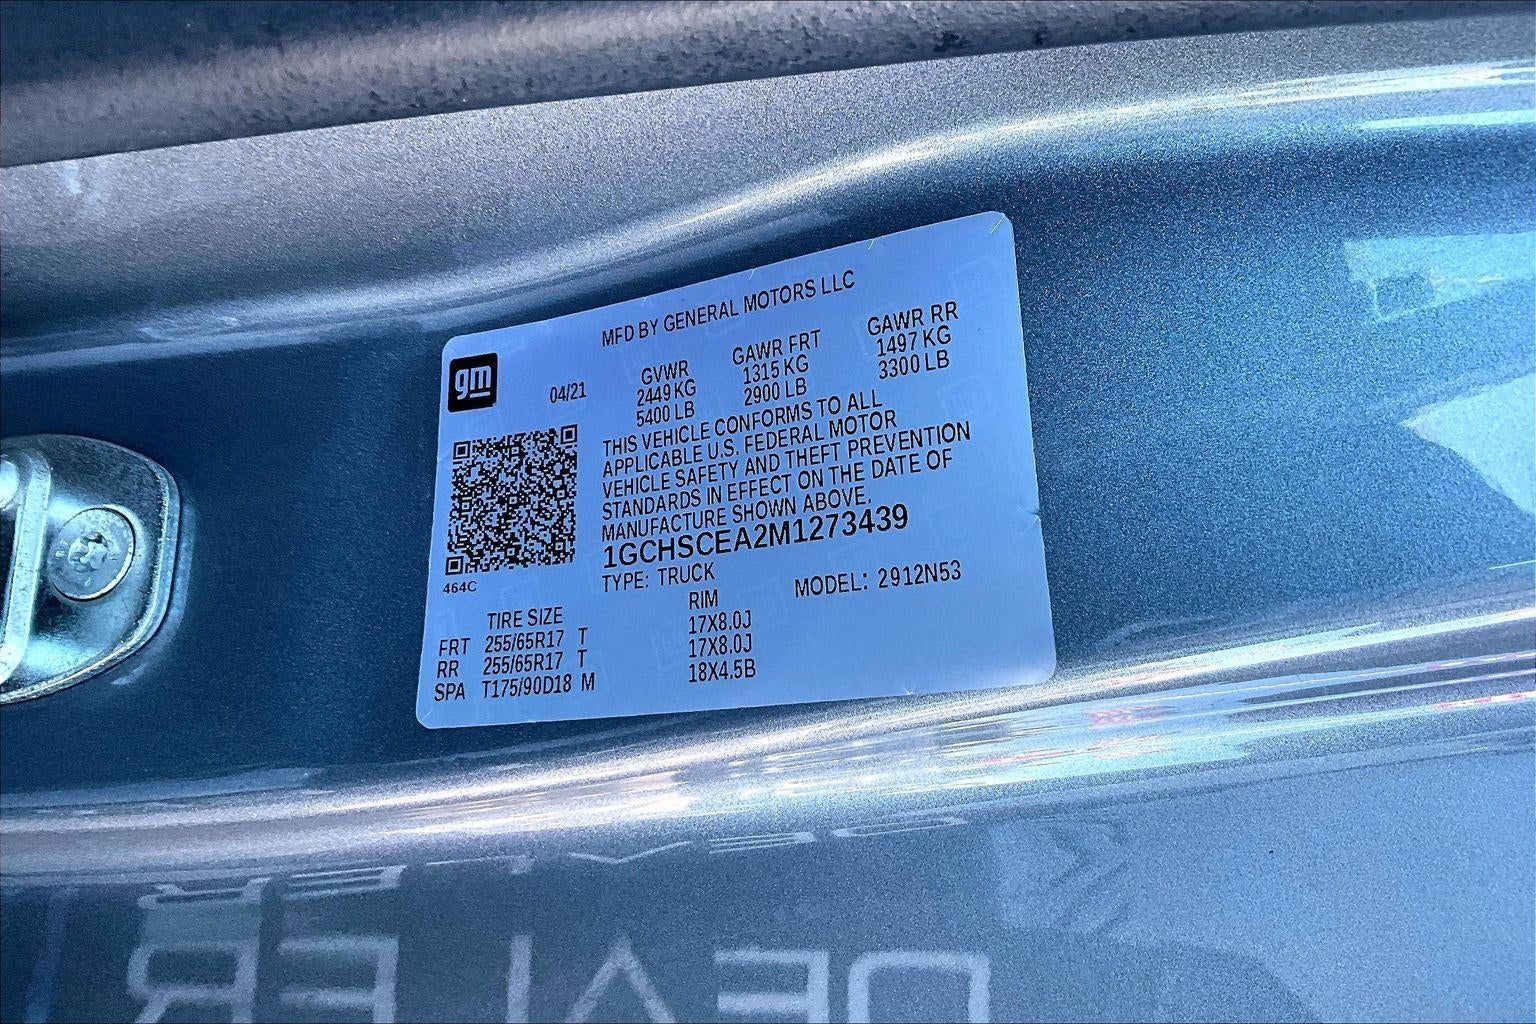 MFD BY GENERAL MOTORS LLC
gm
04/21
GVWR
2449 KG
5400 LB
GAWR FRT
1315 KG
2900 LB
GAWR RR
1497 KG
3300 LB
THIS VEHICLE CONFORMS TO ALL
APPLICABLE U.S. FEDERAL MOTOR
VEHICLE SAFETY AND THEFT PREVENTION
STANDARDS IN EFFECT ON THE DATE OF
MANUFACTURE SHOWN ABOVE.
1GCHSCEA2M1273439
464C
TYPE: TRUCK
MODEL: 2912N53
TIRE SIZE RIM
FRT 255/65R17 T 17X8.0J
RR 255/65R17 T 17X8.0J
SPA T175/90D18 M 18X4.5B